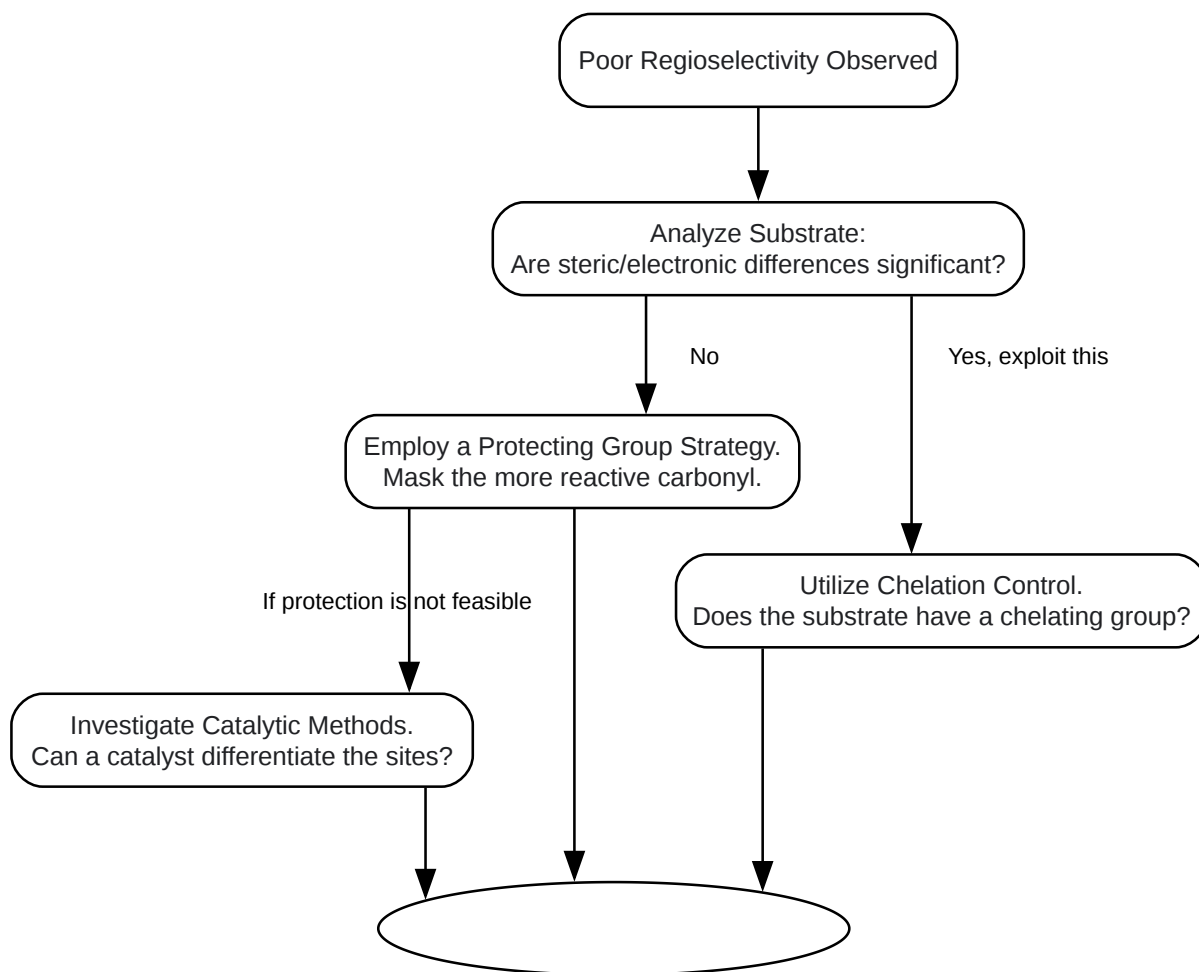 Poor Regioselectivity Observed
Analyze Substrate:
Are steric/electronic differences significant?
No
Yes, exploit this
Employ a Protecting Group Strategy.
Mask the more reactive carbonyl.
Utilize Chelation Control.
Does the substrate have a chelating group?
If protection is not feasible
Investigate Catalytic Methods.
Can a catalyst differentiate the sites?